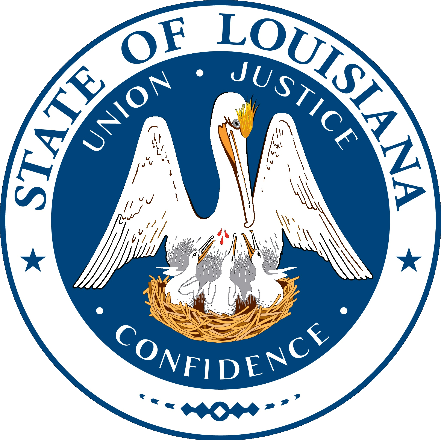 STATE OF LOUISIANA
UNION · JUSTICE
· CONFIDENCE ·